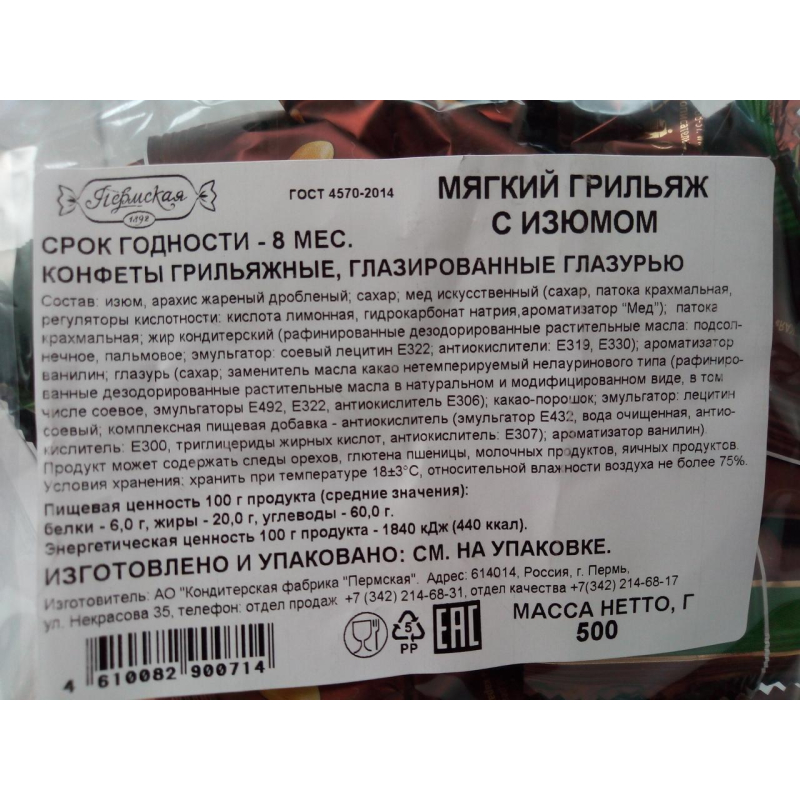 Пермская
1898
ГОСТ 4570-2014
МЯГКИЙ ГРИЛЬЯЖ
С ИЗЮМОМ
СРОК ГОДНОСТИ - 8 МЕС.
КОНФЕТЫ ГРИЛЬЯЖНЫЕ, ГЛАЗИРОВАННЫЕ ГЛАЗУРЬЮ
Состав: изюм, арахис жареный дробленый; сахар; мед искусственный (сахар, патока крахмальная,
регуляторы кислотности: кислота лимонная, гидрокарбонат натрия,ароматизатор "Мед"); патока
крахмальная; жир кондитерский (рафинированные дезодорированные растительные масла: подсол-
нечное, пальмовое; эмульгатор: соевый лецитин Е322; антиокислители: Е319, Е330); ароматизатор
ванилин; глазурь (сахар; заменитель масла какао нетемперируемый нелауринового типа (рафиниро-
ванные дезодорированные растительные масла в натуральном и модифицированном виде, в том
числе соевое, эмульгаторы Е492, Е322, антиокислитель Е306); какао-порошок; эмульгатор: лецитин
соевый; комплексная пищевая добавка - антиокислитель (эмульгатор Е432, вода очищенная, антио-
кислитель: Е300, триглицериды жирных кислот, антиокислитель: Е307); ароматизатор ванилин).
Продукт может содержать следы орехов, глютена пшеницы, молочных продуктов, яичных продуктов.
Условия хранения: хранить при температуре 18±3°С, относительной влажности воздуха не более 75%.
Пищевая ценность 100 г продукта (средние значения):
белки - 6,0 г, жиры - 20,0 г, углеводы - 60,0 г.
Энергетическая ценность 100 г продукта - 1840 кДж (440 ккал).
ИЗГОТОВЛЕНО И УПАКОВАНО: СМ. НА УПАКОВКЕ.
Изготовитель: АО "Кондитерская фабрика "Пермская". Адрес: 614014, Россия, г. Пермь,
ул. Некрасова 35, телефон: отдел продаж +7 (342) 214-68-31, отдел качества +7(342) 214-68-17
МАССА НЕТТО, Г
500
5
PP
ЕАС
4 610082 900714